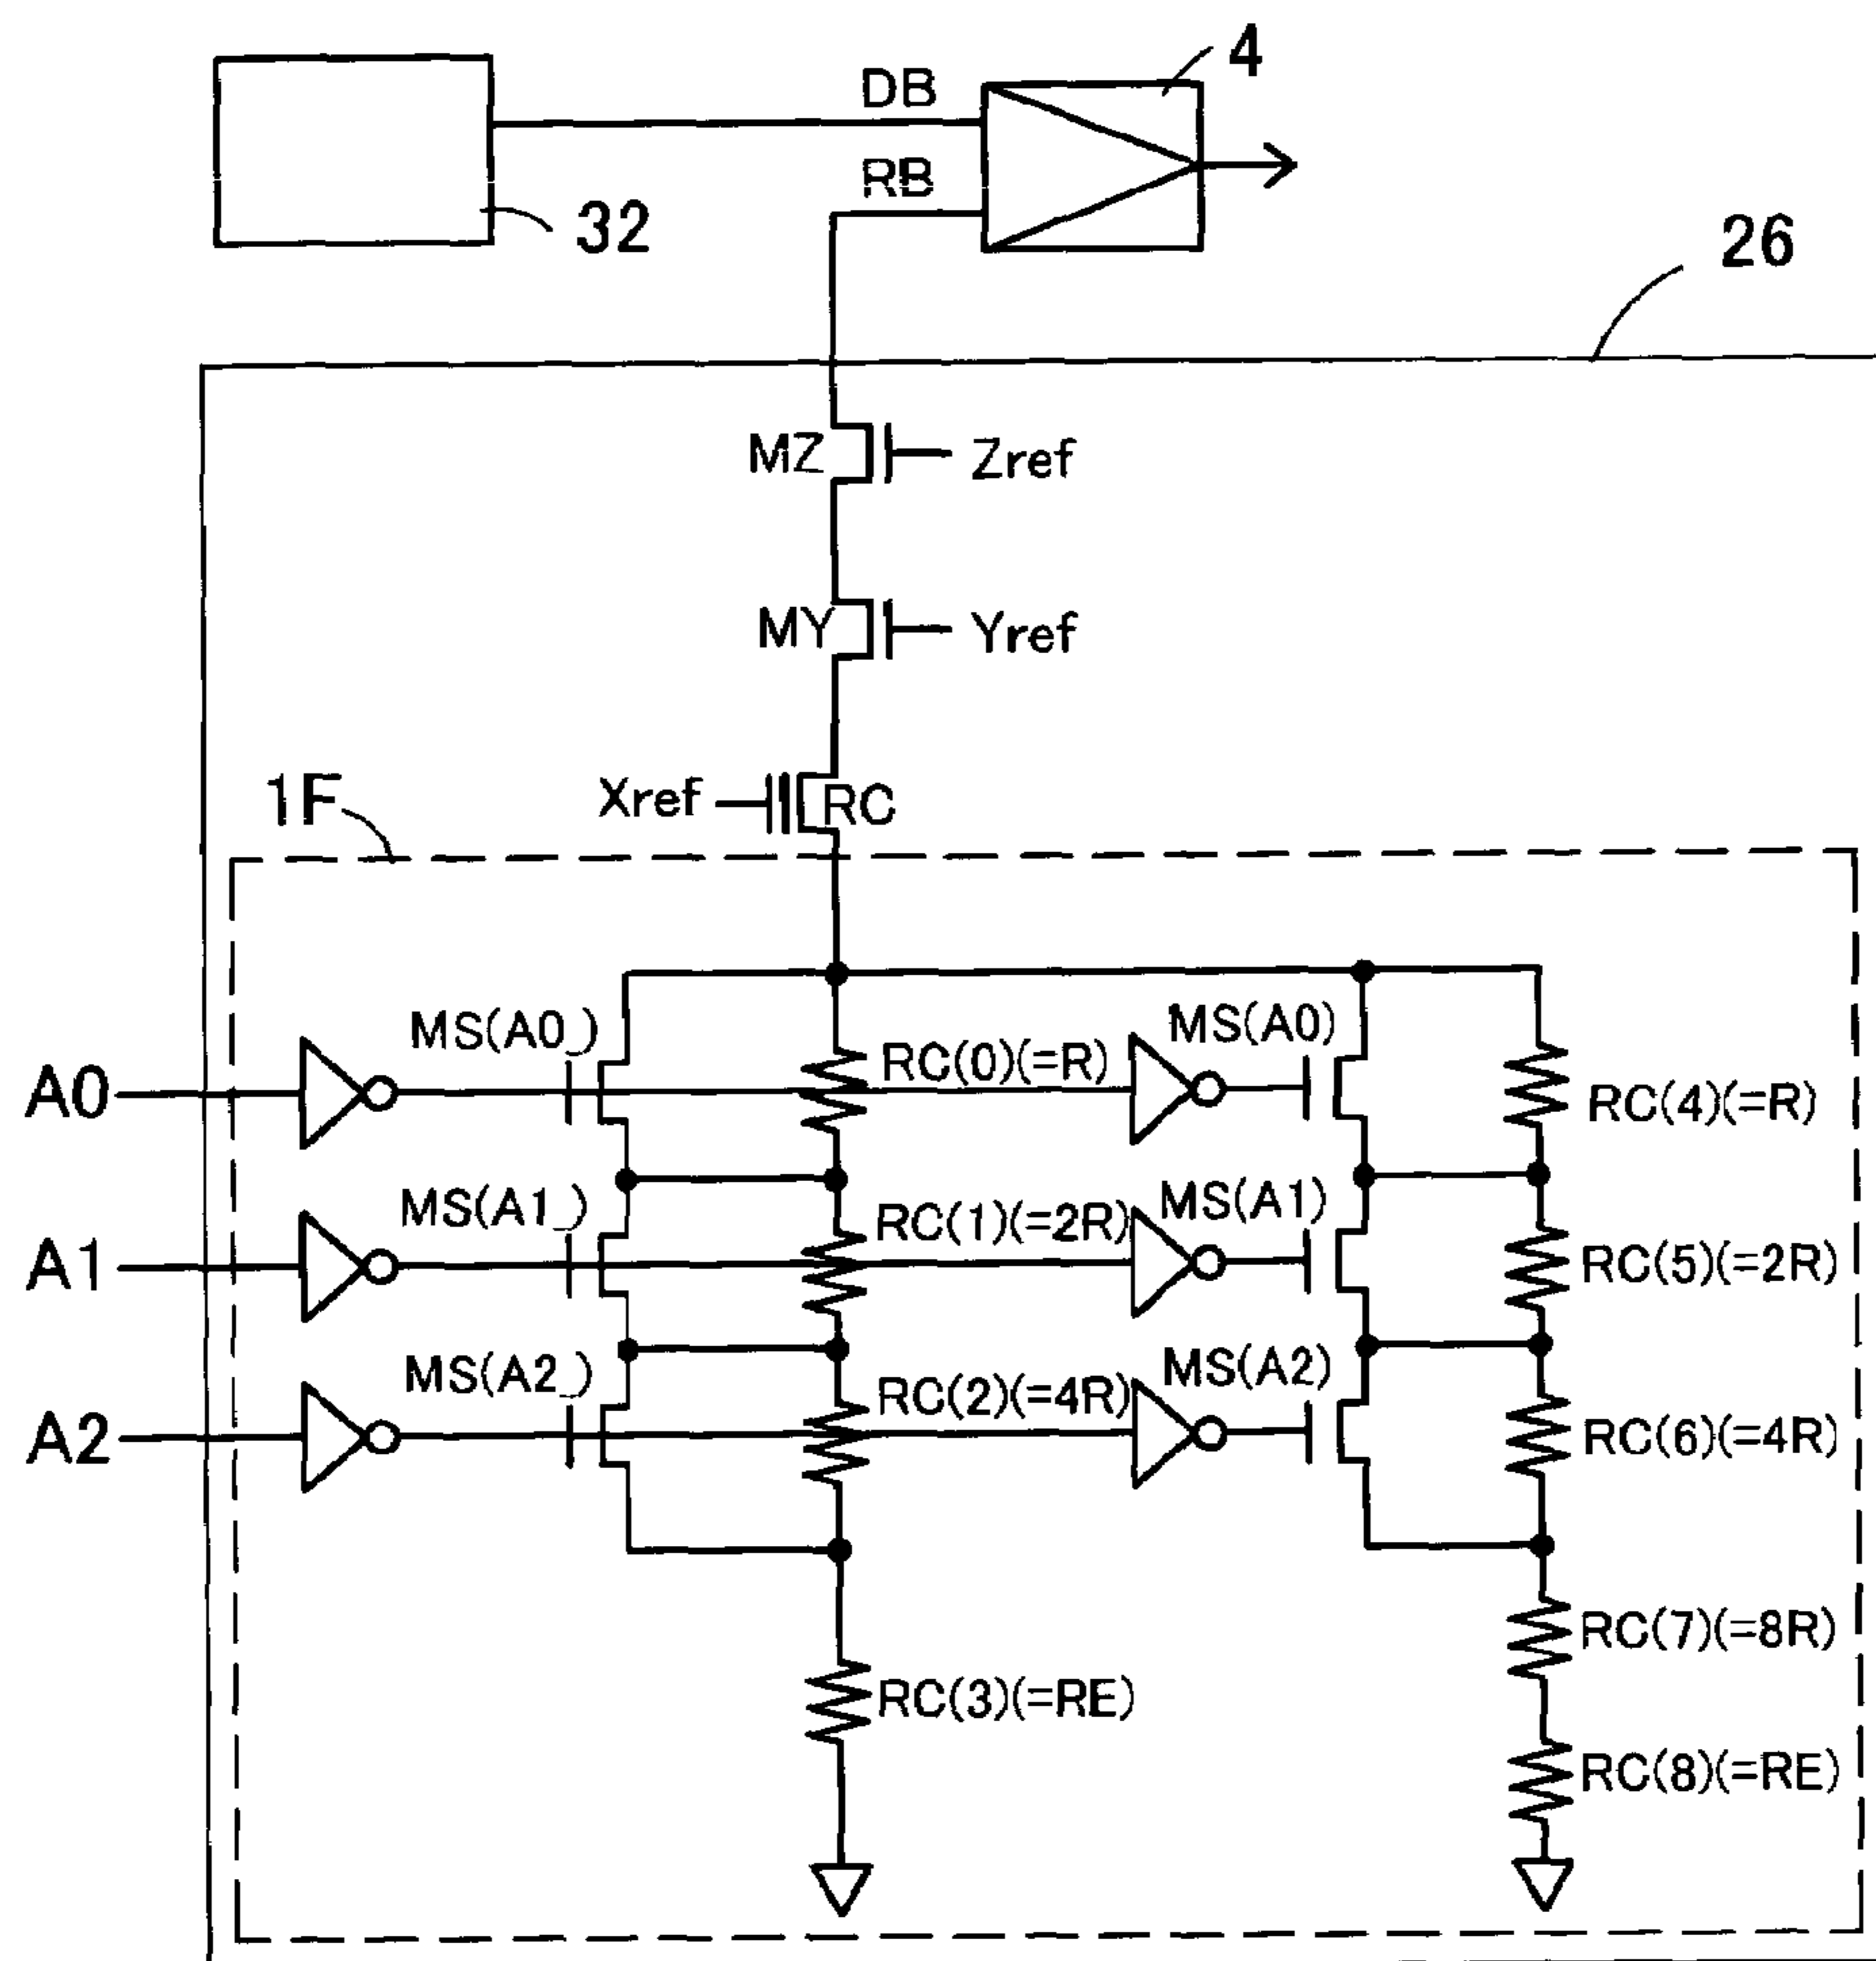 4
DB
RB
32
26
MZ
Zref
MY
Yref
1F
Xref
RC
MS(A0_)
MS(A0)
RC(0)(=R)
A0
RC(4)(=R)
MS(A1_)
RC(1)(=2R)
MS(A1)
A1
RC(5)(=2R)
MS(A2_)
RC(2)(=4R)
MS(A2)
A2
RC(6)(=4R)
RC(7)(=8R)
RC(3)(=RE)
RC(8)(=RE)